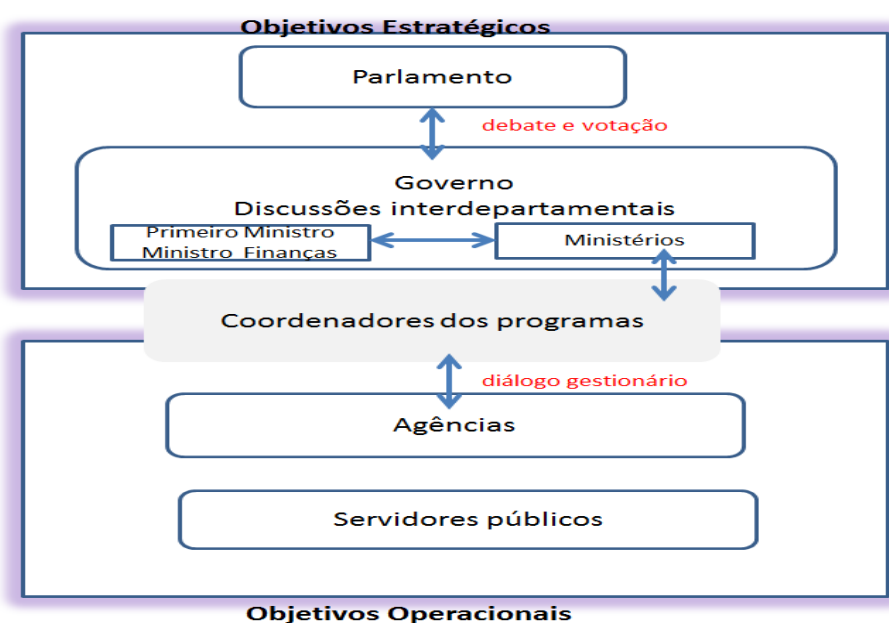 Objetivos Estratégicos
Parlamento
debate e votação
Governo
Discussões interdepartamentais
Primeiro Ministro
Ministro Finanças
Ministérios
Coordenadores dos programas
diálogo gestionário
Agências
Servidores públicos
Objetivos Operacionais